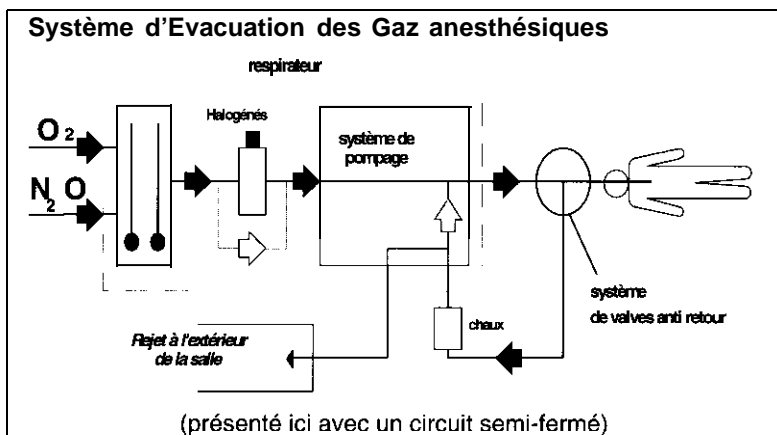 Système d'Evacuation des Gaz anesthésiques
respirateur
Halogénés
O2
N2O
système de
pompage
système
de valves anti retour
chaux
Rejet à l'extérieur
de la salle
(présenté ici avec un circuit semi-fermé)